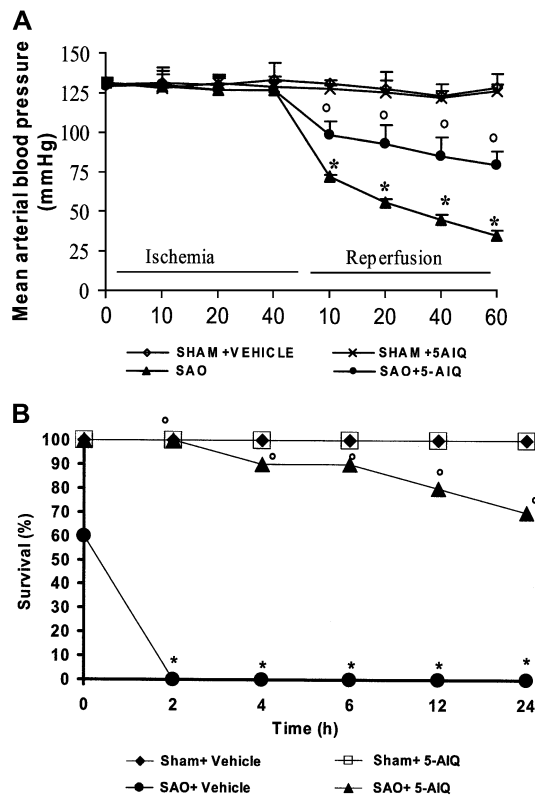 A
Mean arterial blood pressure
(mmHg)
150
125
100
75
50
25
0
Ischemia
Reperfusion
0 10 20 40 10 20 40 60
SHAM +VEHICLE
SHAM +5AIQ
SAO
SAO+5-AIQ
B
Survival (%)
100
90
80
70
60
50
40
30
20
10
0
0 2 4 6 12 24
Time (h)
Sham+ Vehicle
Sham+ 5-AIQ
SAO+ Vehicle
SAO+ 5-AIQ